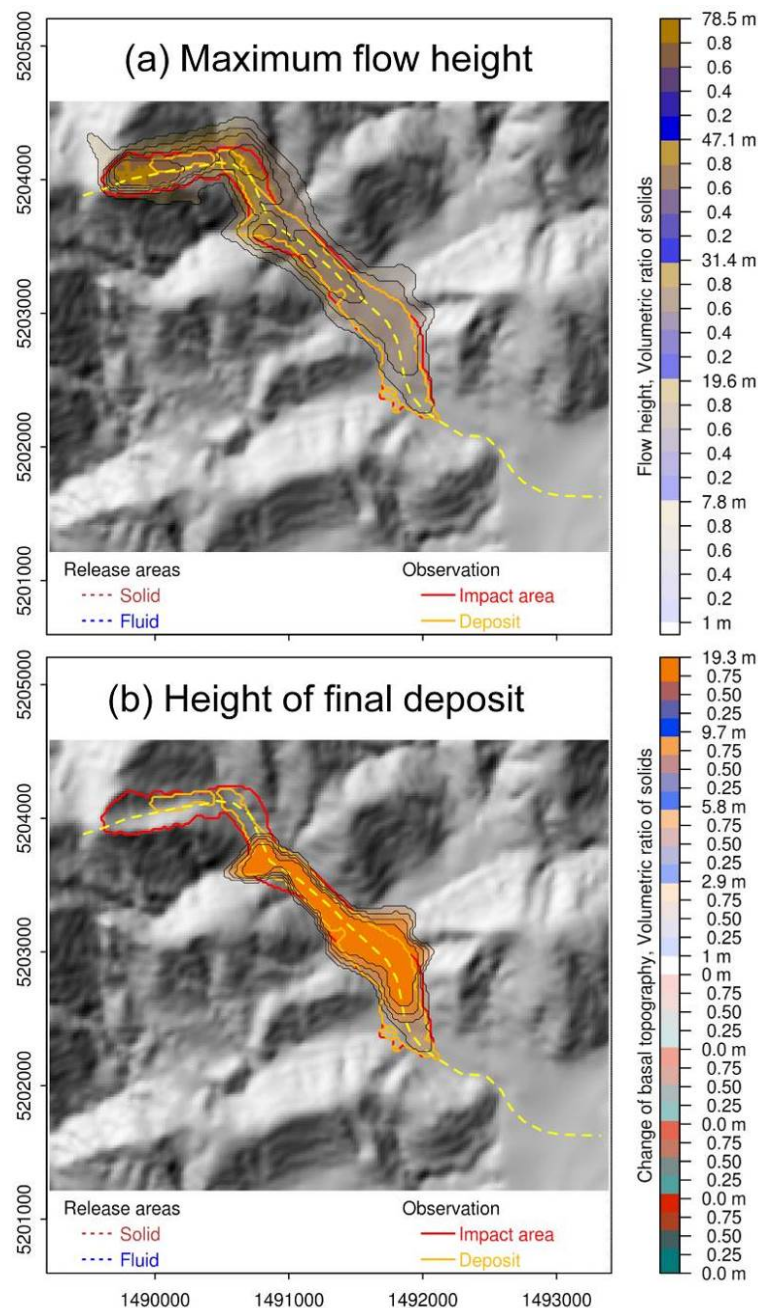 (a) Maximum flow height
5205000
5204000
5203000
5202000
5201000
Release areas
Solid
Fluid
Observation
Impact area
Deposit
78.5 m
0.8
0.6
0.4
0.2
47.1 m
0.8
0.6
0.4
0.2
31.4 m
0.8
0.6
0.4
0.2
19.6 m
0.8
0.6
0.4
0.2
7.8 m
0.8
0.6
0.4
0.2
1 m
Flow height, Volumetric ratio of solids
(b) Height of final deposit
5205000
5204000
5203000
5202000
5201000
Release areas
Solid
Fluid
Observation
Impact area
Deposit
1490000 1491000 1492000 1493000
19.3 m
0.75
0.50
0.25
9.7 m
0.75
0.50
0.25
5.8 m
0.75
0.50
0.25
2.9 m
0.75
0.50
0.25
1 m
0 m
0.75
0.50
0.25
0.0 m
0.75
0.50
0.25
0.0 m
0.75
0.50
0.25
0.0 m
0.75
0.50
0.25
0.0 m
Change of basal topography, Volumetric ratio of solids